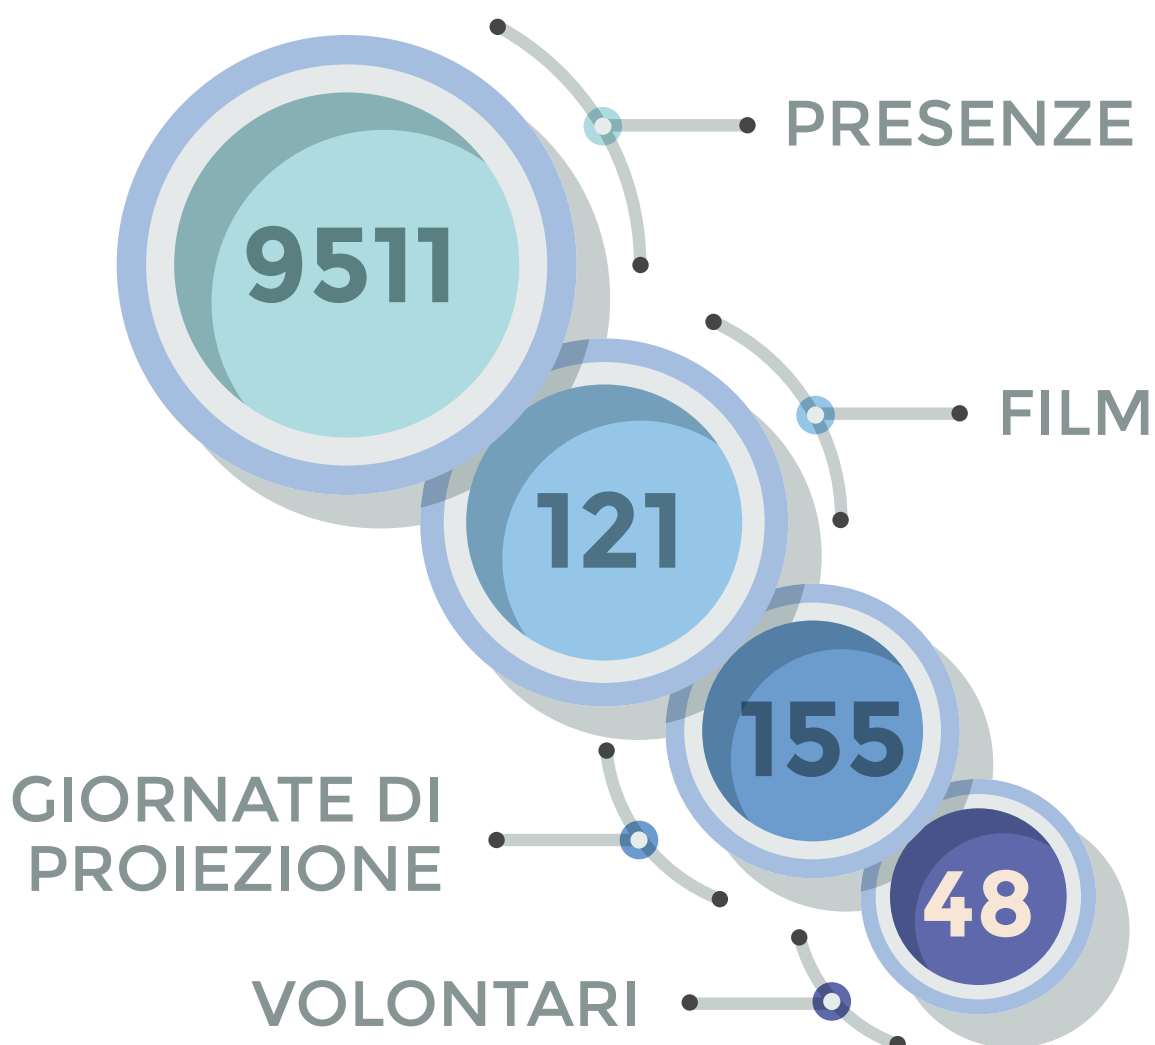 PRESENZE
9511
FILM
121
155
GIORNATE DI
PROIEZIONE
48
VOLONTARI